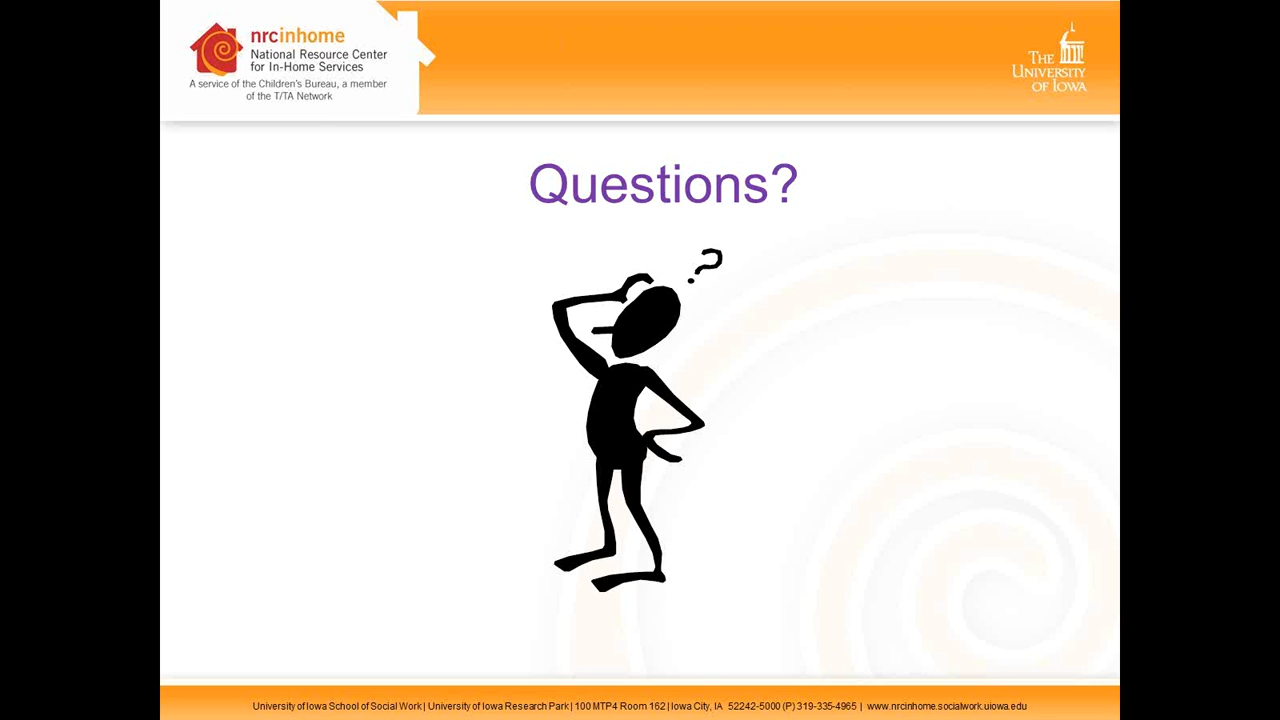 nrcinhome
National Resource Center
for In-Home Services
A service of the Children's Bureau, a member
of the T/TA Network
THE
UNIVERSITY
OF IOWA
Questions?
?
University of Iowa School of Social Work | University of Iowa Research Park | 100 MTP4 Room 162 | Iowa City, IA 52242-5000 (P) 319-335-4965 | www.nrcinhome.socialwork.uiowa.edu